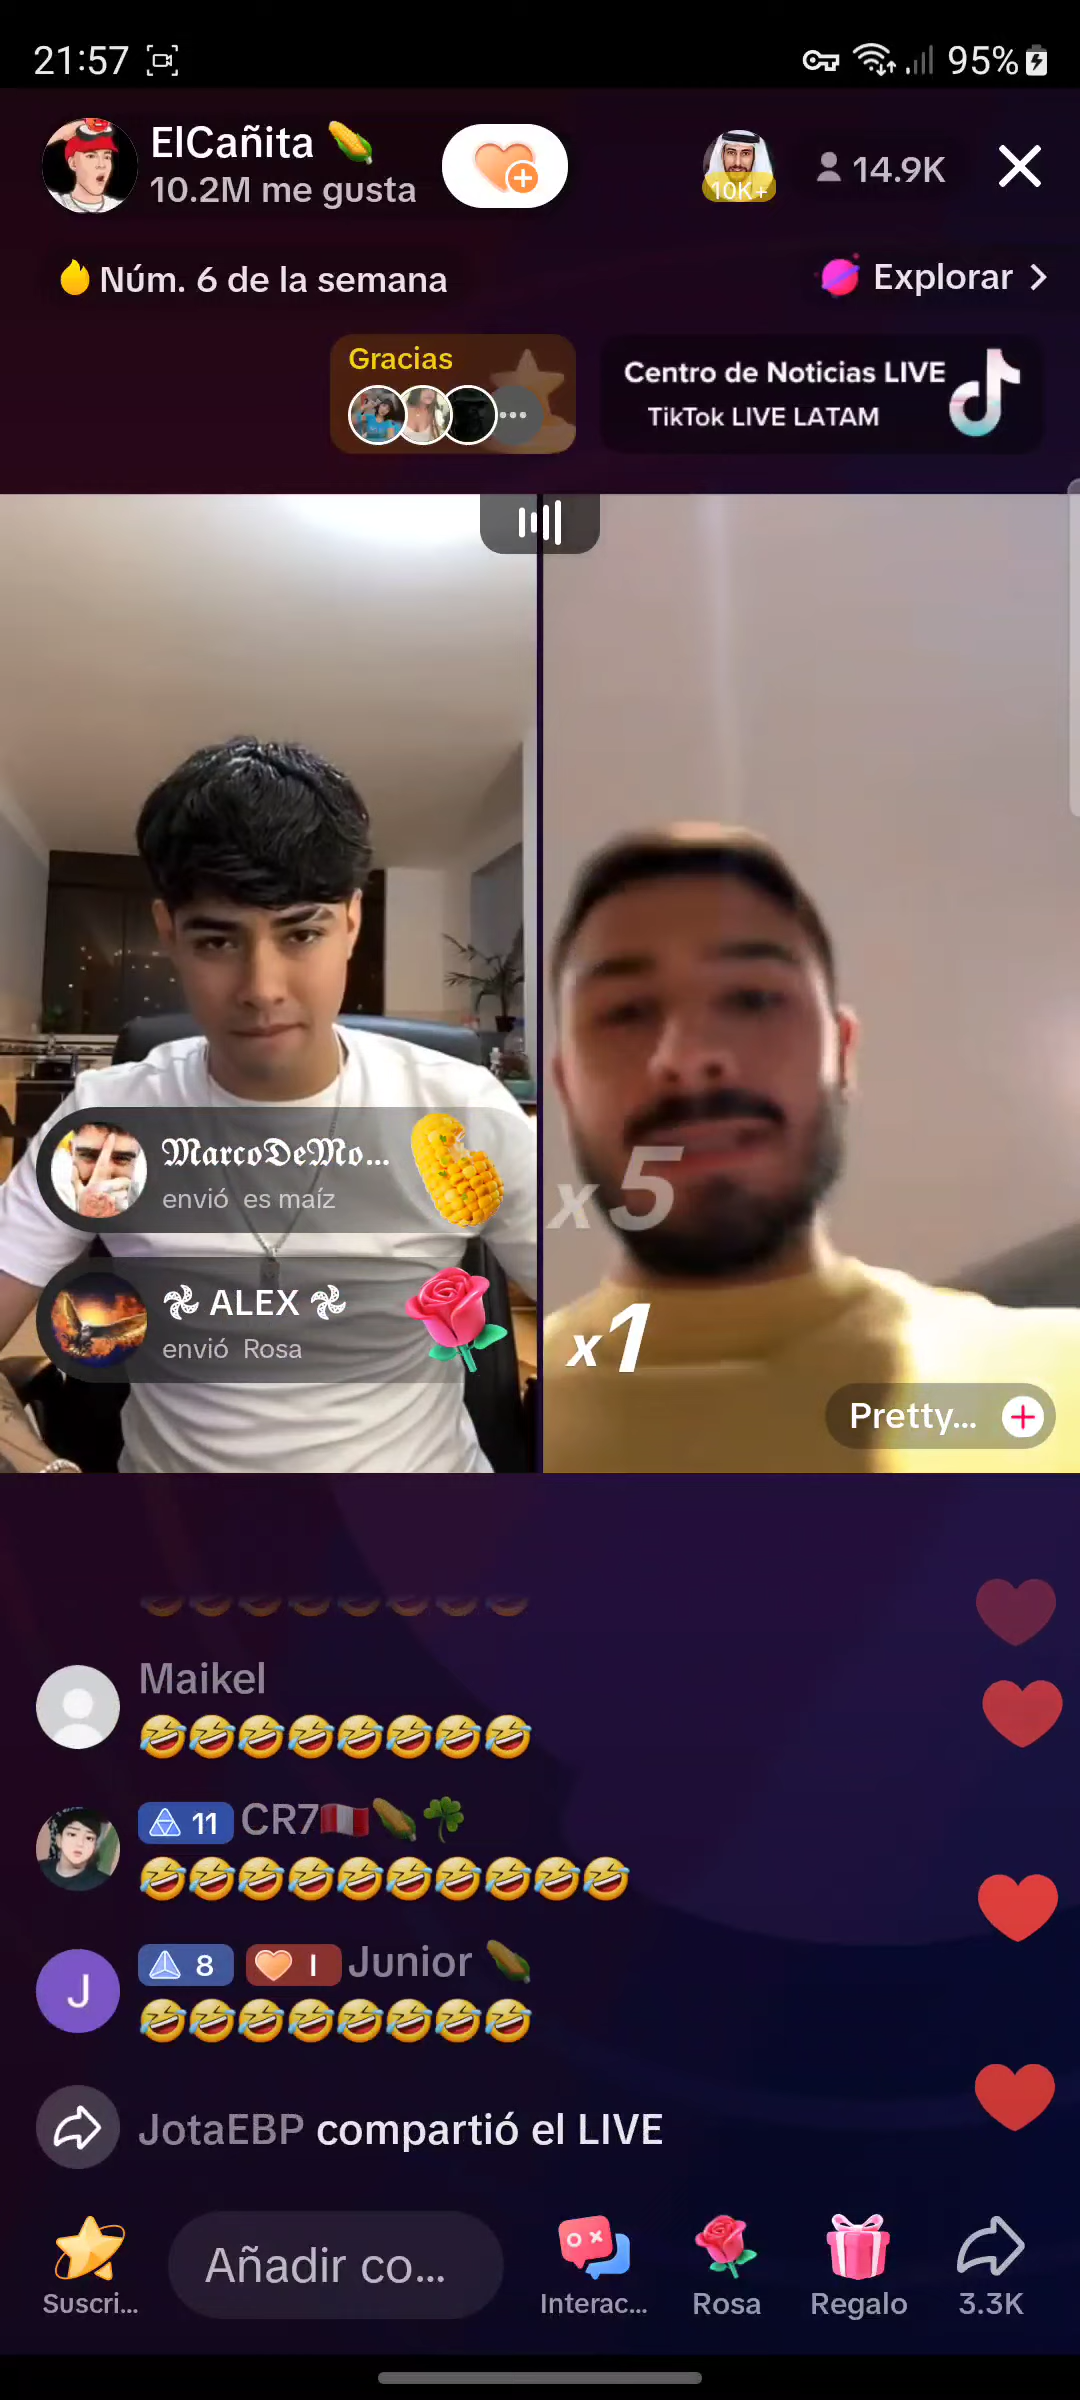 21:57
95%
ElCañita 🌽
10.2M me gusta
10K+
14.9K
Núm. 6 de la semana
Explorar
Gracias
Centro de Noticias LIVE
TikTok LIVE LATAM
𝕸𝖆𝖗𝖈𝖔𝕯𝖊𝕸𝖔...
envió es maíz
x5
ALEX
envió Rosa
x1
Pretty...
🤣🤣🤣🤣🤣🤣🤣🤣
Maikel
🤣🤣🤣🤣🤣🤣🤣🤣
11 CR7🇵🇪🌽☘️
🤣🤣🤣🤣🤣🤣🤣🤣🤣🤣
J
8 I Junior 🌽
🤣🤣🤣🤣🤣🤣🤣🤣
JotaEBP compartió el LIVE
Añadir co...
Suscri...
Interac...
Rosa
Regalo
3.3K